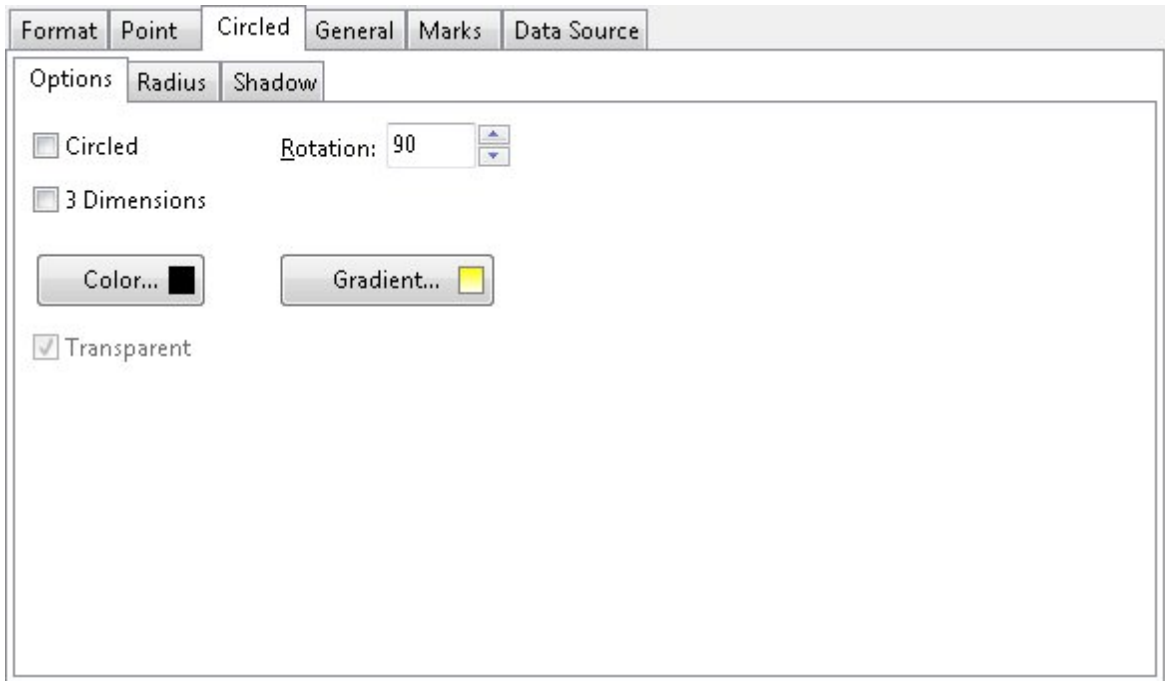 Format Point Circled General Marks Data Source
Options Radius Shadow
Circled Rotation: 90
3 Dimensions
Color... Gradient...
Transparent